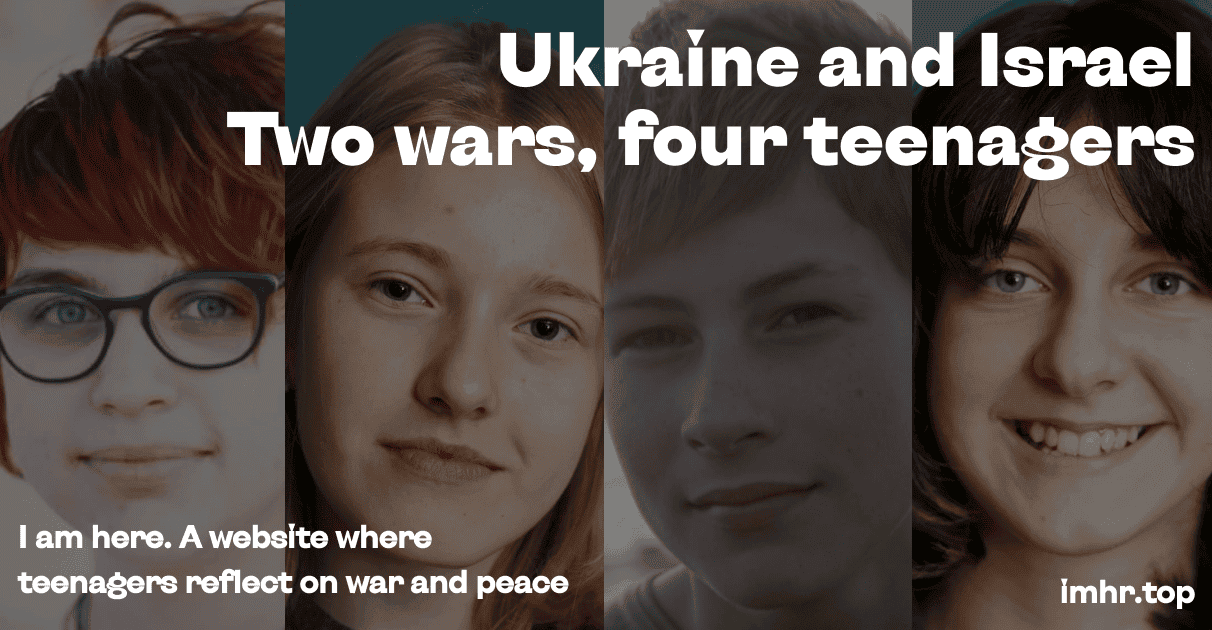 Ukraine and Israel
Two wars, four teenagers
I am here. A website where
teenagers reflect on war and peace
imhr.top